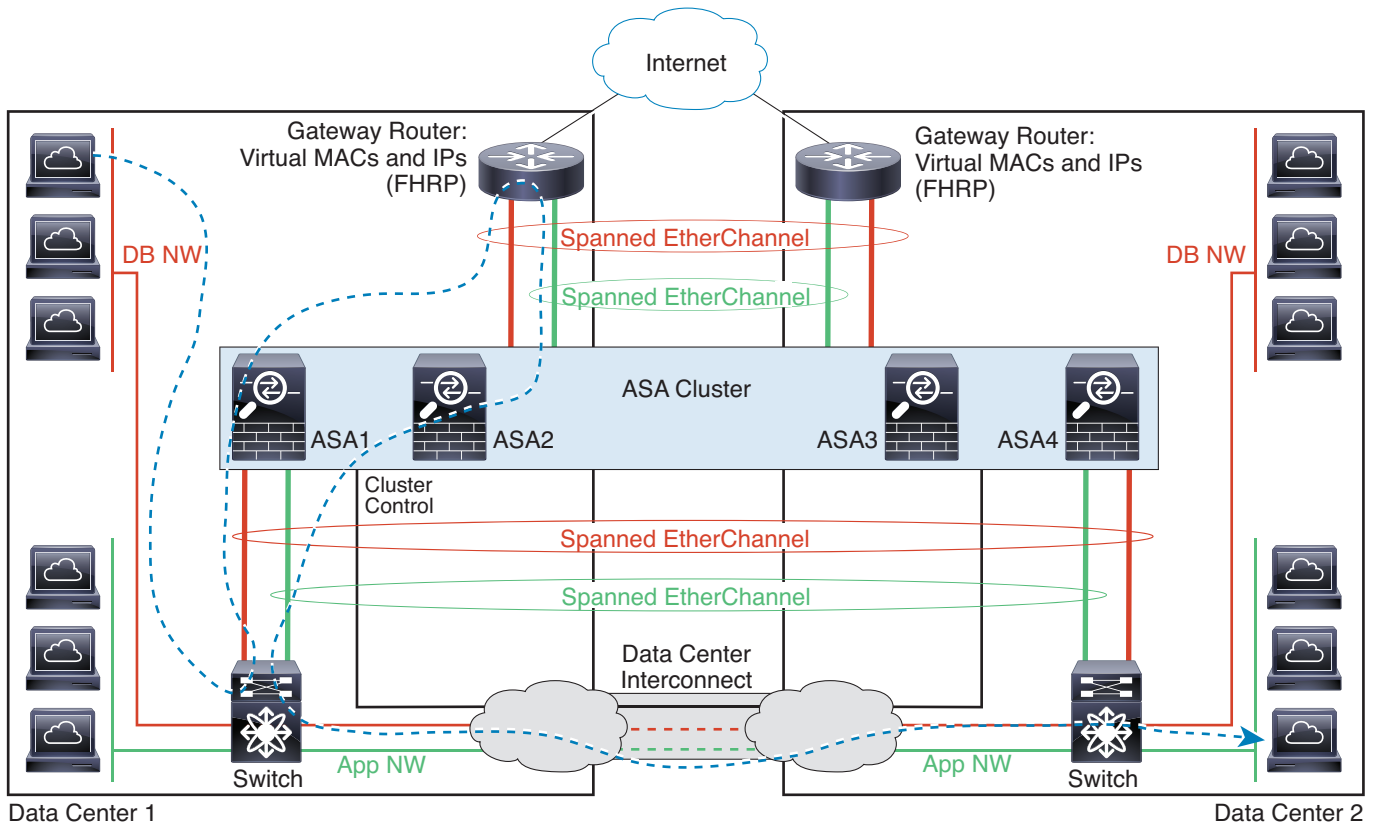 Internet
Gateway Router:
Virtual MACs and IPs
(FHRP)
Gateway Router:
Virtual MACs and IPs
(FHRP)
DB NW
Spanned EtherChannel
DB NW
Spanned EtherChannel
ASA Cluster
ASA1
ASA2
ASA3
ASA4
Cluster
Control
Spanned EtherChannel
Spanned EtherChannel
Data Center
Interconnect
App NW
App NW
Switch
Switch
Data Center 1
Data Center 2